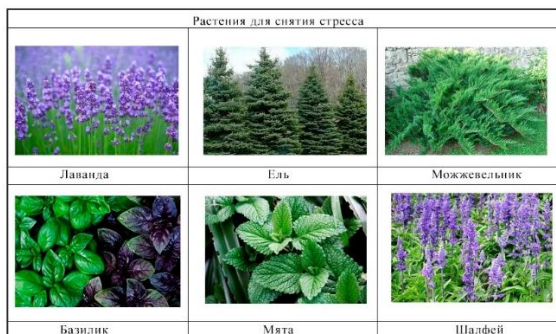 Растения для снятия стресса
Лаванда
Ель
Можжевельник
Базилик
Мята
Шалфей